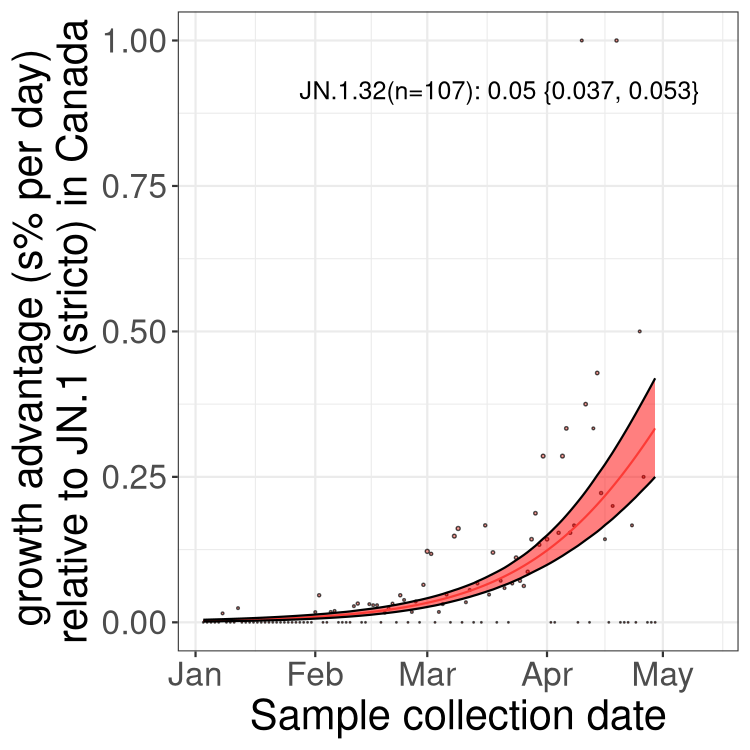 growth advantage (s% per day)
relative to JN.1 (stricto) in Canada
1.00
JN.1.32(n=107): 0.05 {0.037, 0.053}
0.75
0.50
0.25
0.00
Jan Feb Mar Apr May
Sample collection date